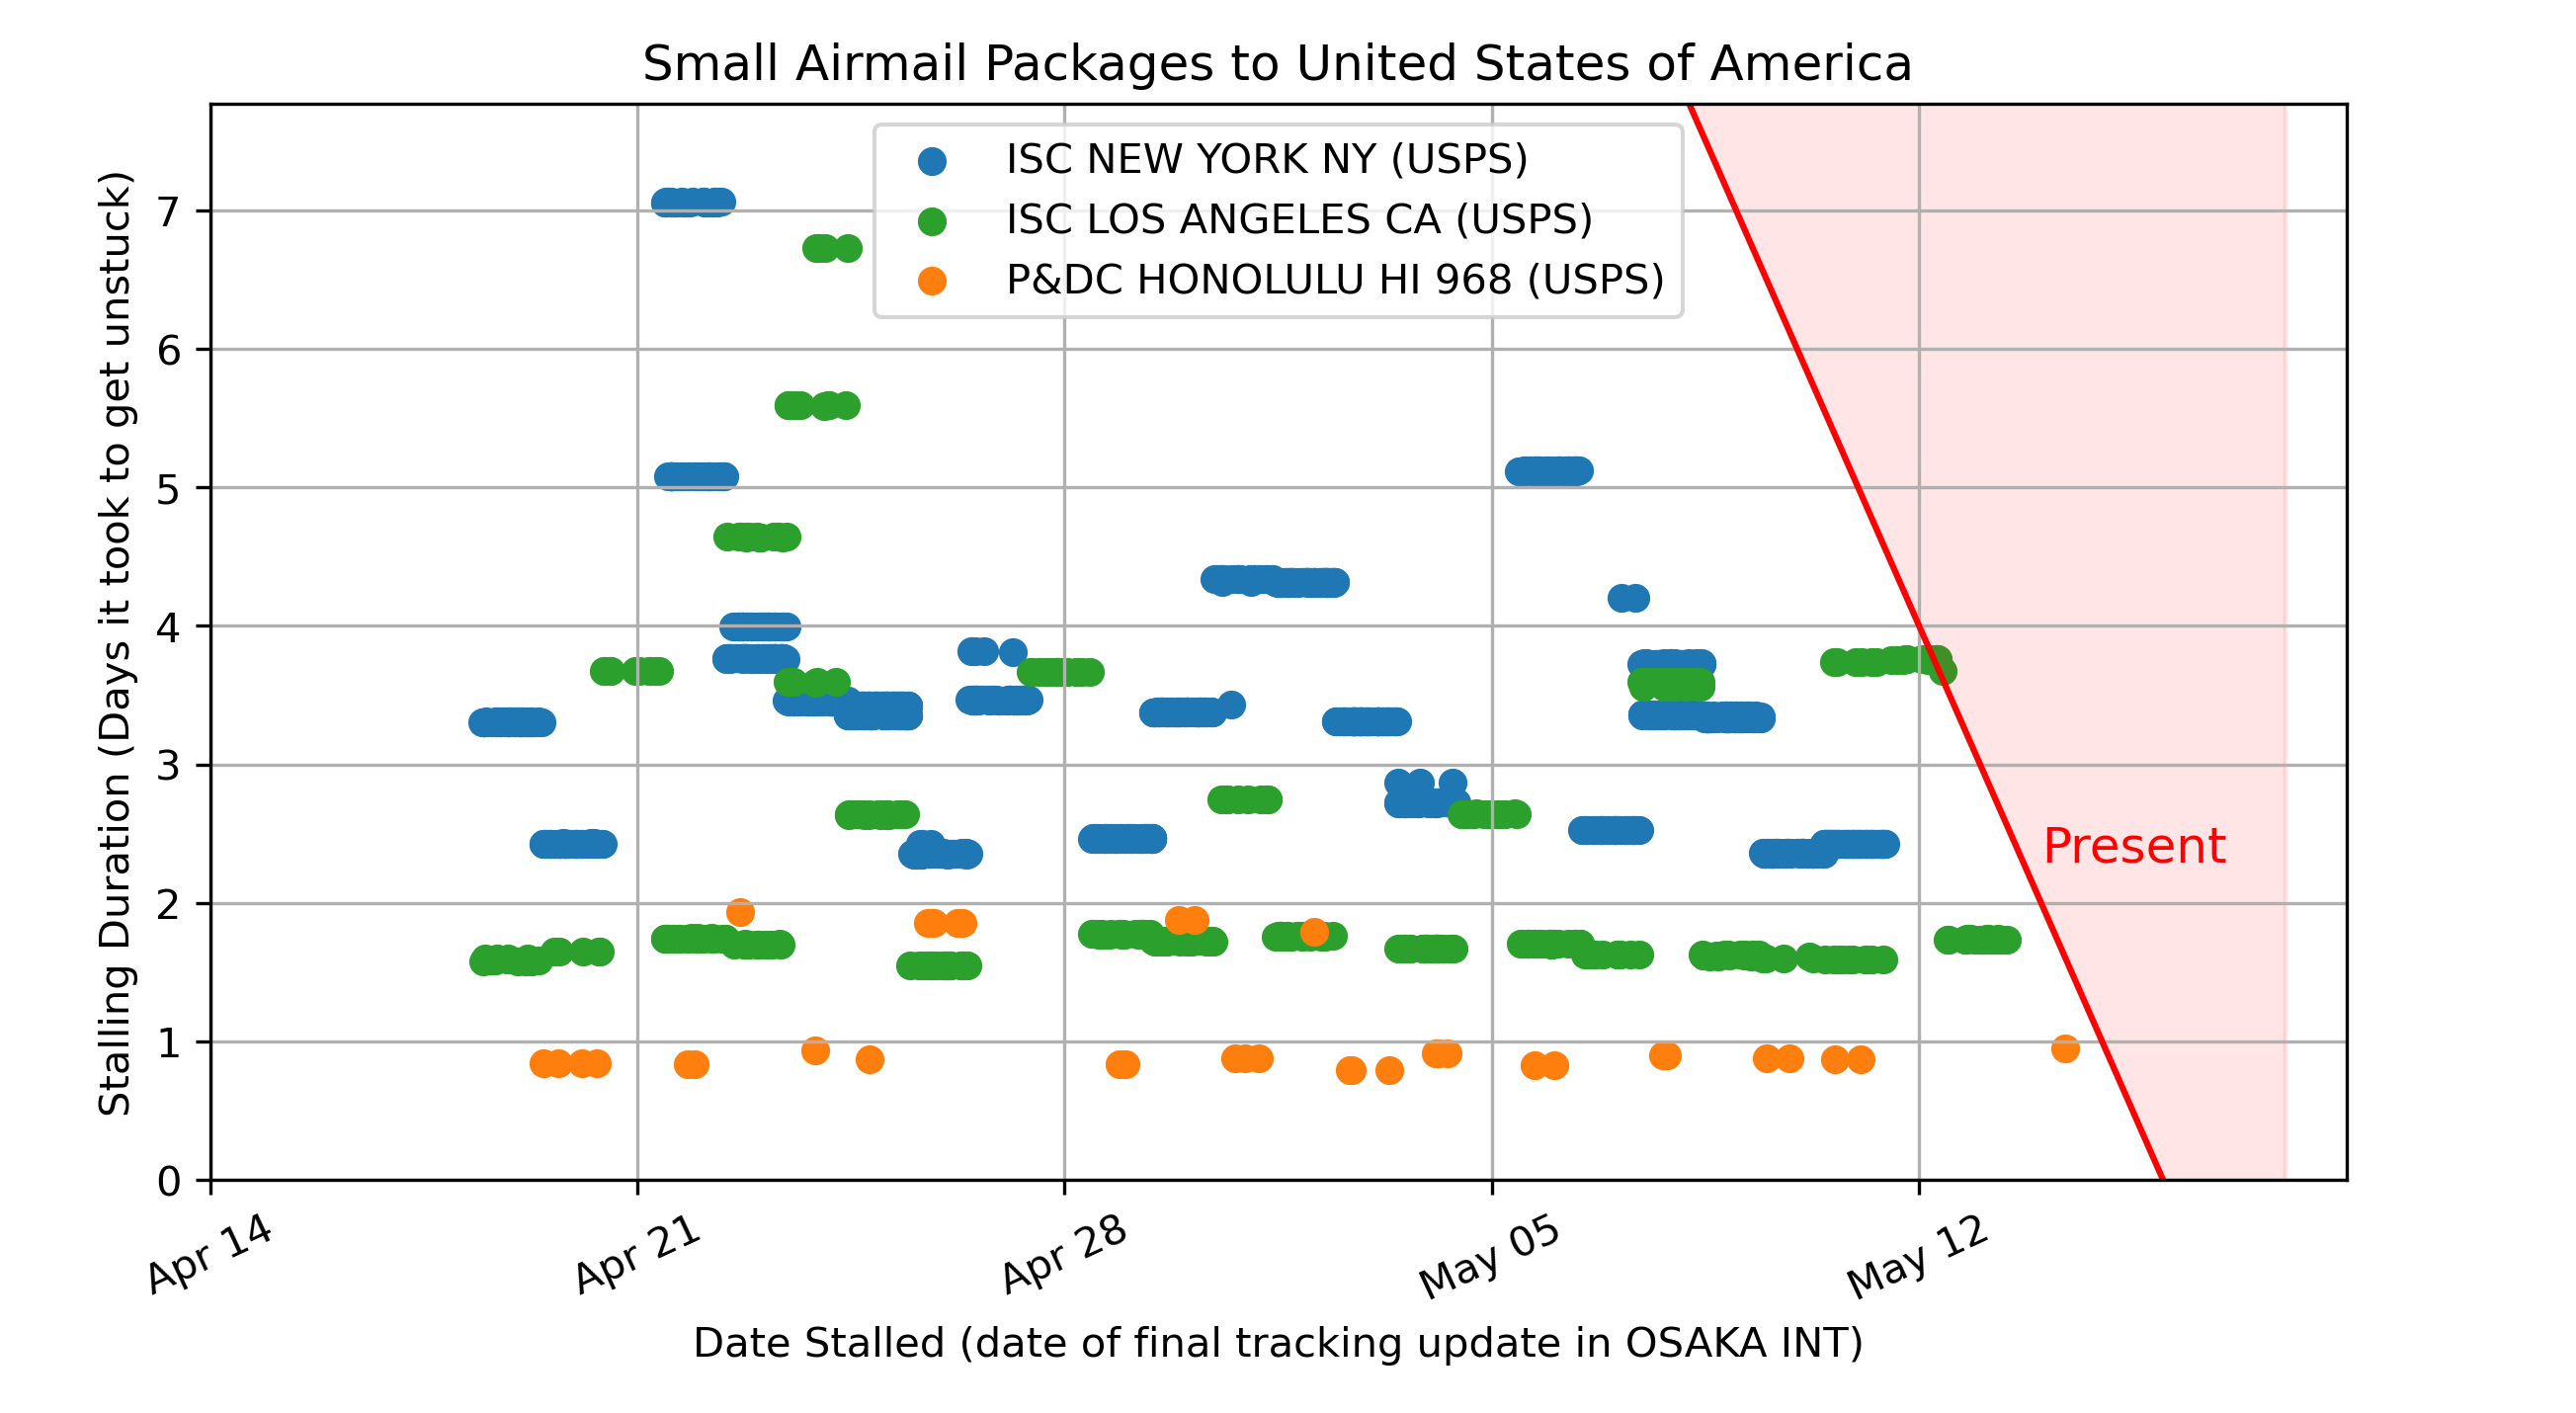 Small Airmail Packages to United States of America
ISC NEW YORK NY (USPS)
ISC LOS ANGELES CA (USPS)
P&DC HONOLULU HI 968 (USPS)
Stalling Duration (Days it took to get unstuck)
7
6
5
4
3
2
1
0
Present
Apr 14
Apr 21
Apr 28
May 05
May 12
Date Stalled (date of final tracking update in OSAKA INT)